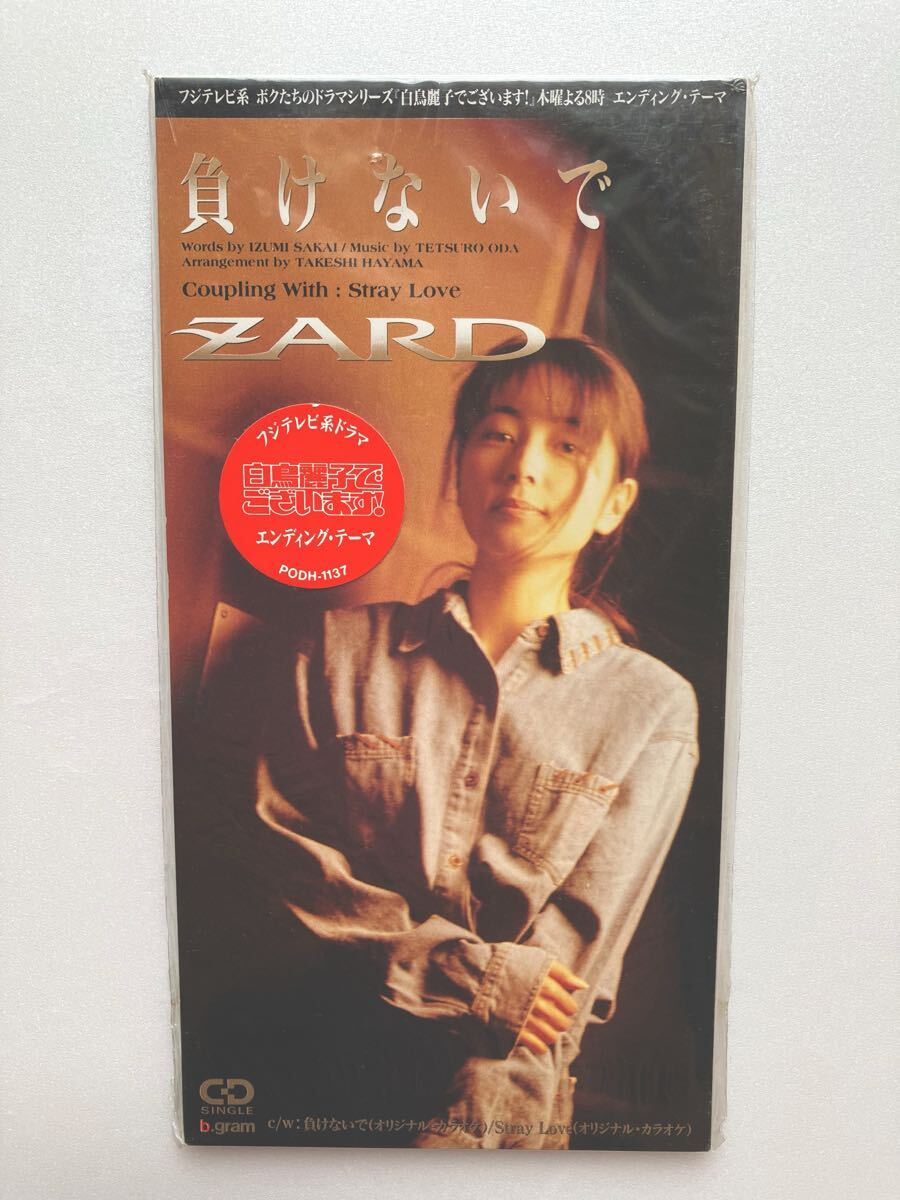 フジテレビ系 ボクたちのドラマシリーズ『白鳥麗子でございます!』木曜よる8時 エンディング・テーマ
負けないで
Words by IZUMI SAKAI / Music by TETSURO ODA
Arrangement by TAKESHI HAYAMA
Coupling With : Stray Love
ZARD
フジテレビ系ドラマ
白鳥麗子で
ございます!
エンディング・テーマ
PODH-1137
CD
SINGLE
b.gram
c/w : 負けないで(オリジナル・カラオケ)/Stray Love(オリジナル・カラオケ)